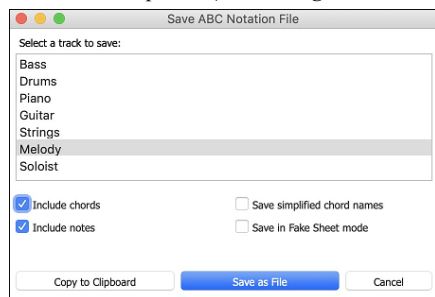 Save ABC Notation File
Select a track to save:
Bass
Drums
Piano
Guitar
Strings
Melody
Soloist
Include chords
Save simplified chord names
Include notes
Save in Fake Sheet mode
Copy to Clipboard
Save as File
Cancel